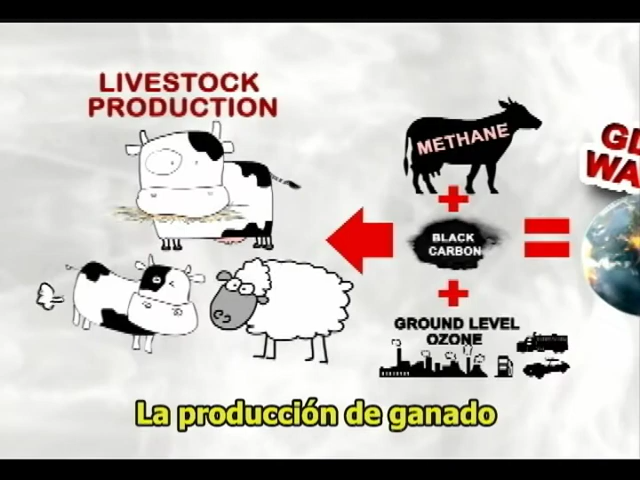 LIVESTOCK
PRODUCTION
METHANE
+
BLACK
CARBON
+
GROUND LEVEL
OZONE
=
La producción de ganado